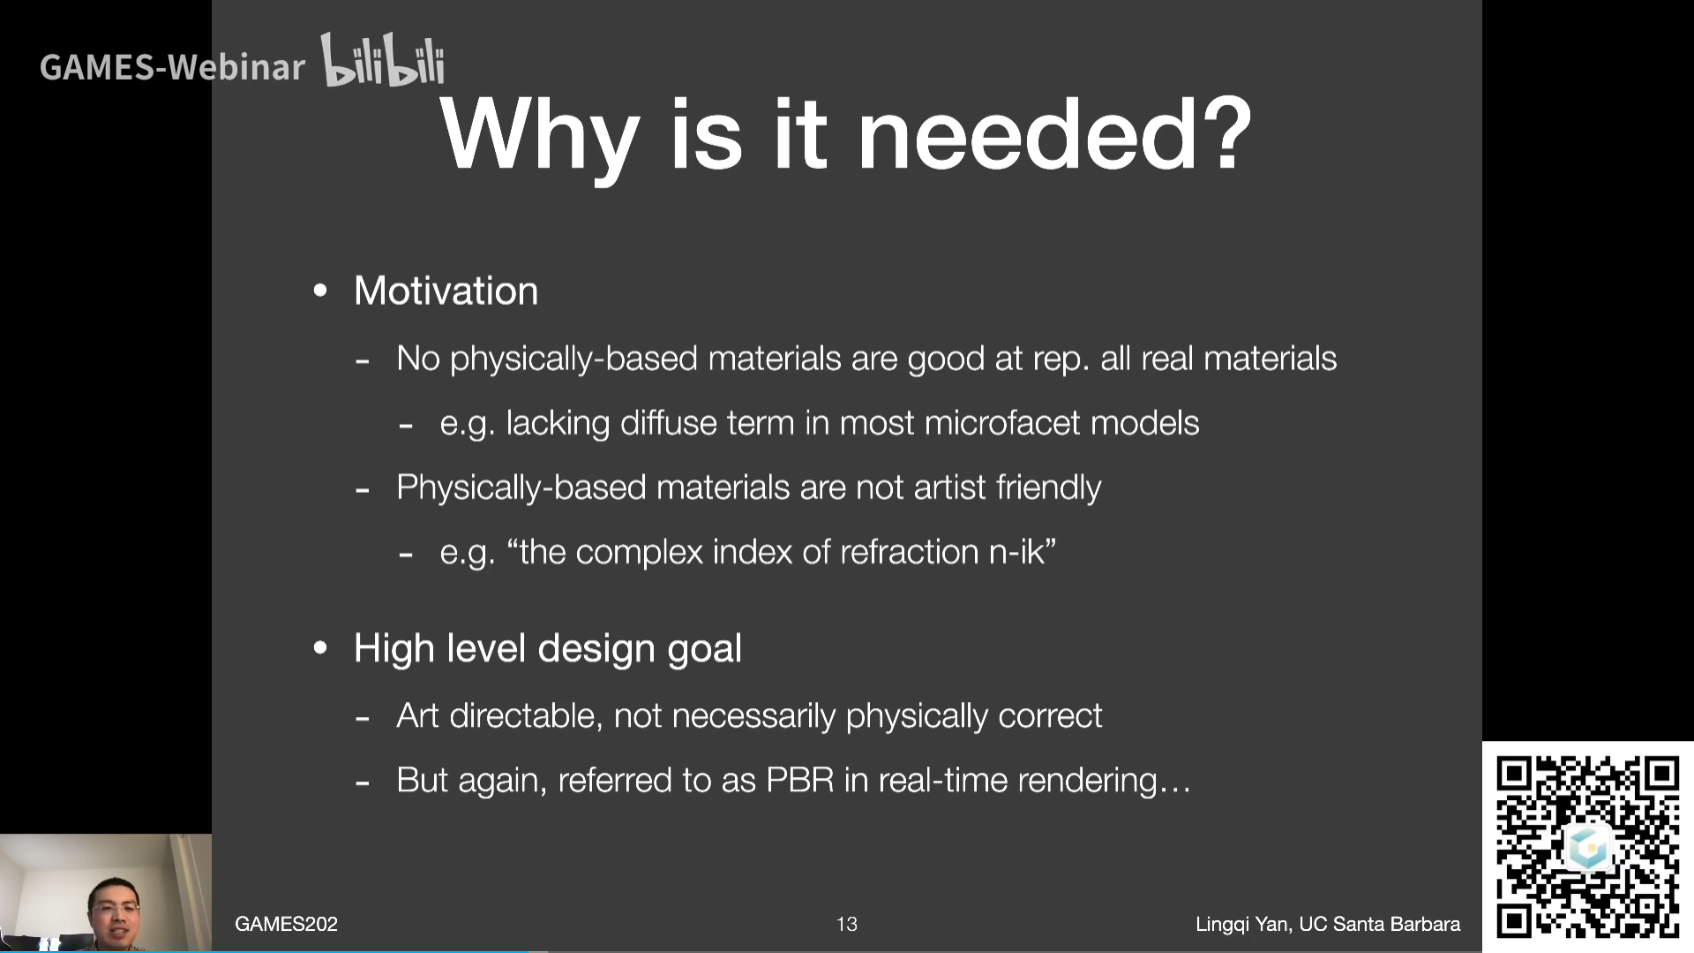 GAMES-Webinar bilibili
Why is it needed?
• Motivation
- No physically-based materials are good at rep. all real materials
- e.g. lacking diffuse term in most microfacet models
- Physically-based materials are not artist friendly
- e.g. “the complex index of refraction n-ik”
• High level design goal
- Art directable, not necessarily physically correct
- But again, referred to as PBR in real-time rendering…
GAMES202
13
Lingqi Yan, UC Santa Barbara